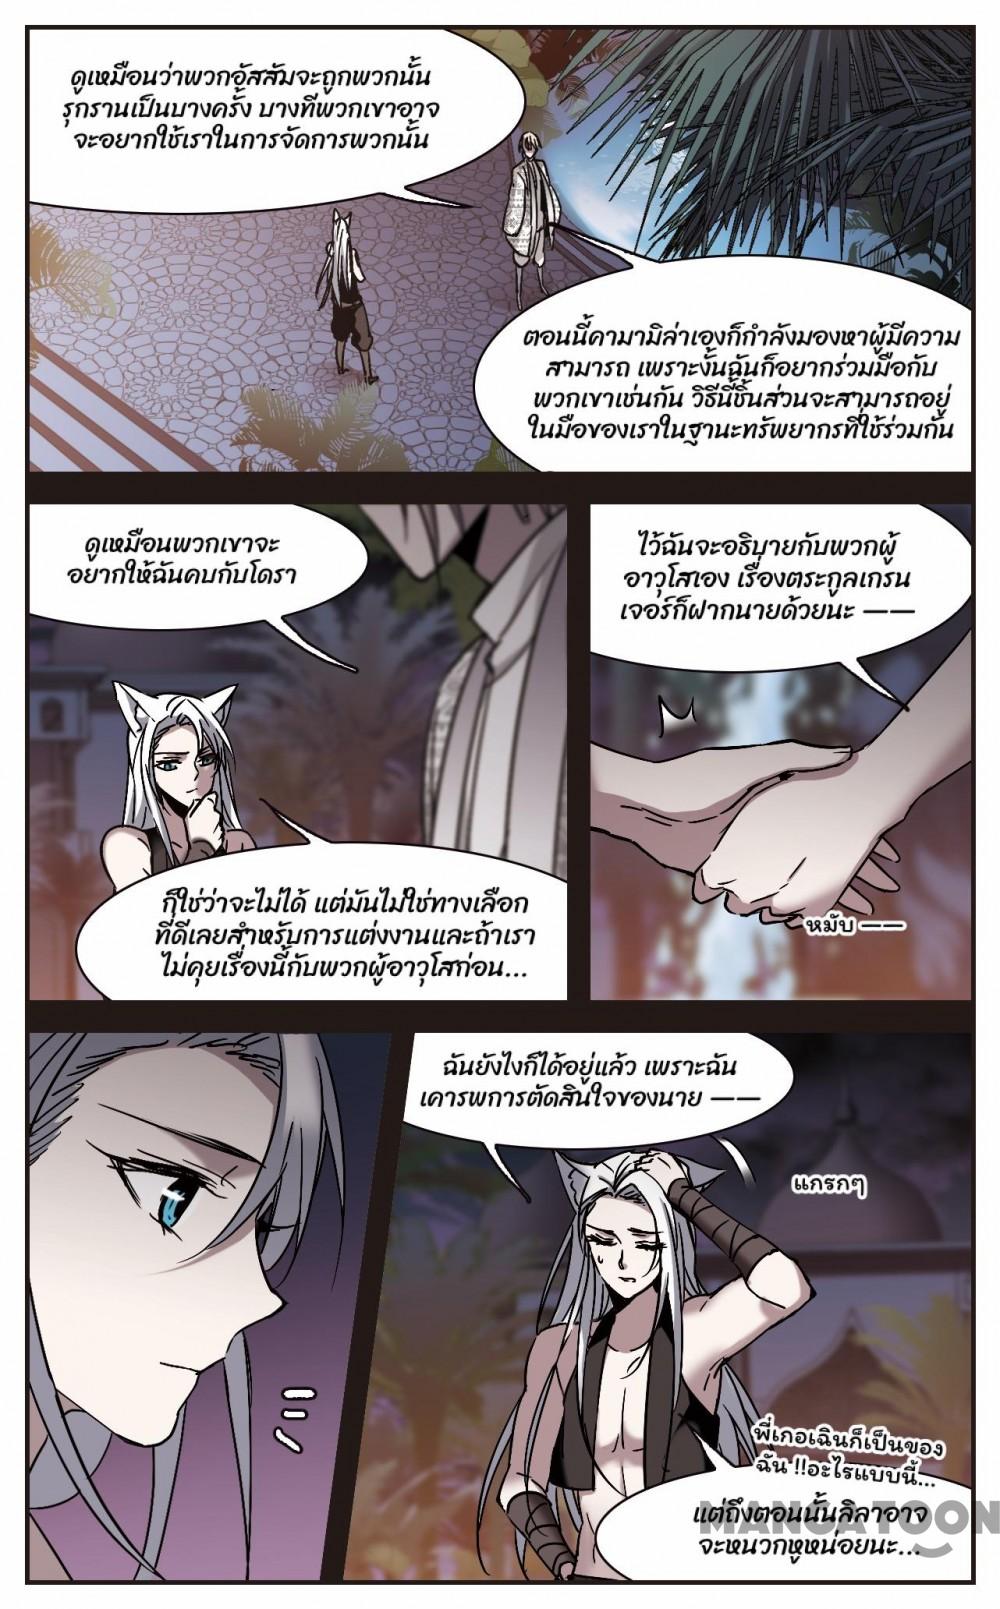 ดูเหมือนว่าพวกอัสสัมจะถูกพวกนั้น
รุกรานเป็นบางครั้ง บางทีพวกเขาอาจ
จะอยากใช้เราในการจัดการพวกนั้น
ตอนนี้คามามิล่าเองก็กำลังมองหาผู้มีความ
สามารถ เพราะงั้นฉันก็อยากร่วมมือกับ
พวกเขาเช่นกัน วิธีนี้ชิ้นส่วนจะสามารถอยู่
ในมือของเราในฐานะทรัพยากรที่ใช้ร่วมกัน
ดูเหมือนพวกเขาจะ
อยากให้ฉันคบกับโดรา
ก็ใช่ว่าจะไม่ได้ แต่มันไม่ใช่ทางเลือก
ที่ดีเลยสำหรับการแต่งงานและถ้าเรา
ไม่คุยเรื่องนี้กับพวกผู้อาวุโสก่อน...
ไว้ฉันจะอธิบายกับพวกผู้
อาวุโสเอง เรื่องตระกูลเกรน
เจอร์ก็ฝากนายด้วยนะ ——
หมับ ——
ฉันยังไงก็ได้อยู่แล้ว เพราะฉัน
เคารพการตัดสินใจของนาย ——
แกรกๆ
พี่เกอเฉินก็เป็นของ
ฉัน !!อะไรแบบนี้...
แต่ถึงตอนนั้นลิลาอาจ
จะหนวกหูหน่อยนะ...
MANGATOON